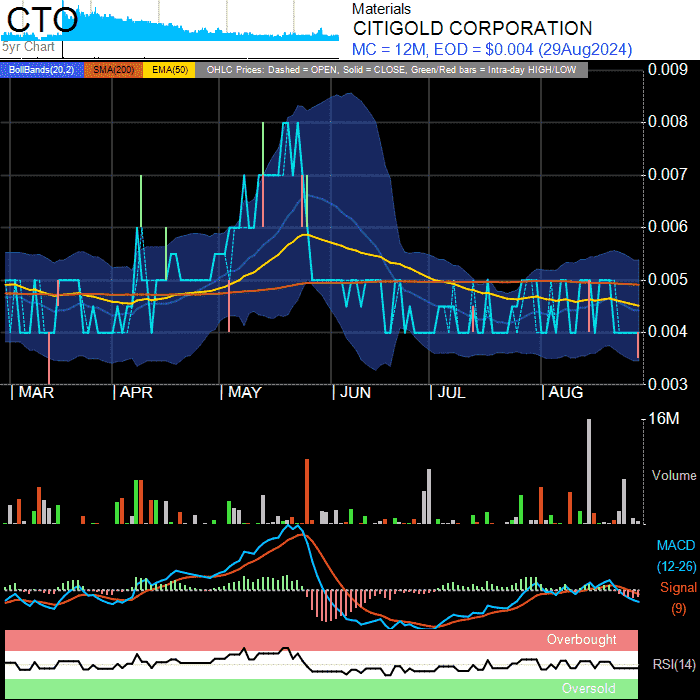 CTO
5yr Chart
Materials
CITIGOLD CORPORATION
MC = 12M, EOD = $0.004 (29Aug2024)
BollBands(20,2) SMA(200) EMA(50) OHLC Prices: Dashed = OPEN, Solid = CLOSE, Green/Red bars = Intra-day HIGH/LOW
0.009
0.008
0.007
0.006
0.005
0.004
0.003
MAR APR MAY JUN JUL AUG
16M
Volume
MACD
(12-26)
Signal
(9)
Overbought
RSI(14)
Oversold